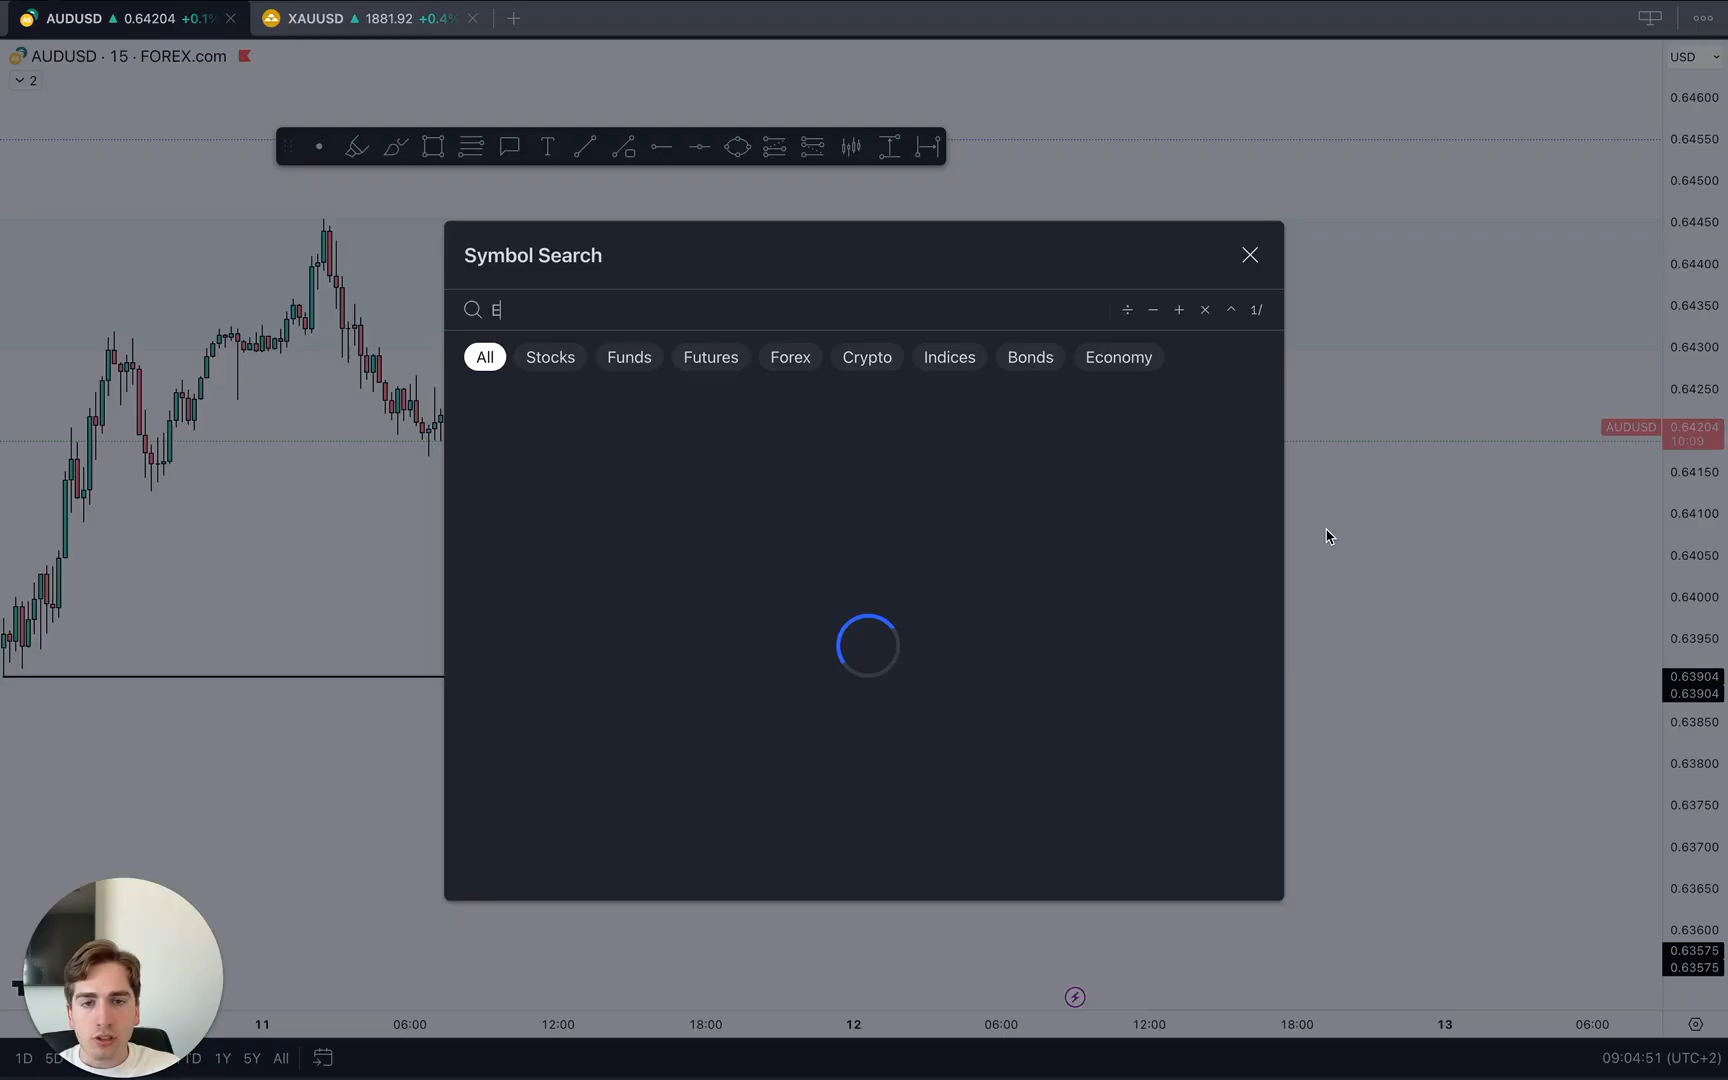 AUDUSD ▲ 0.64204 +0.1%
XAUUSD ▲ 1881.92 +0.4%
AUDUSD · 15 · FOREX.com
2
USD
Symbol Search
E
÷ − + × ^ 1/
All Stocks Funds Futures Forex Crypto Indices Bonds Economy
0.64600
0.64550
0.64500
0.64450
0.64400
0.64350
0.64300
0.64250
AUDUSD 0.64204
10:09
0.64150
0.64100
0.64050
0.64000
0.63950
0.63904
0.63904
0.63850
0.63800
0.63750
0.63700
0.63650
0.63600
0.63575
0.63575
11 06:00 12:00 18:00 12 06:00 12:00 18:00 13 06:00
1D 5D TD 1Y 5Y All
09:04:51 (UTC+2)